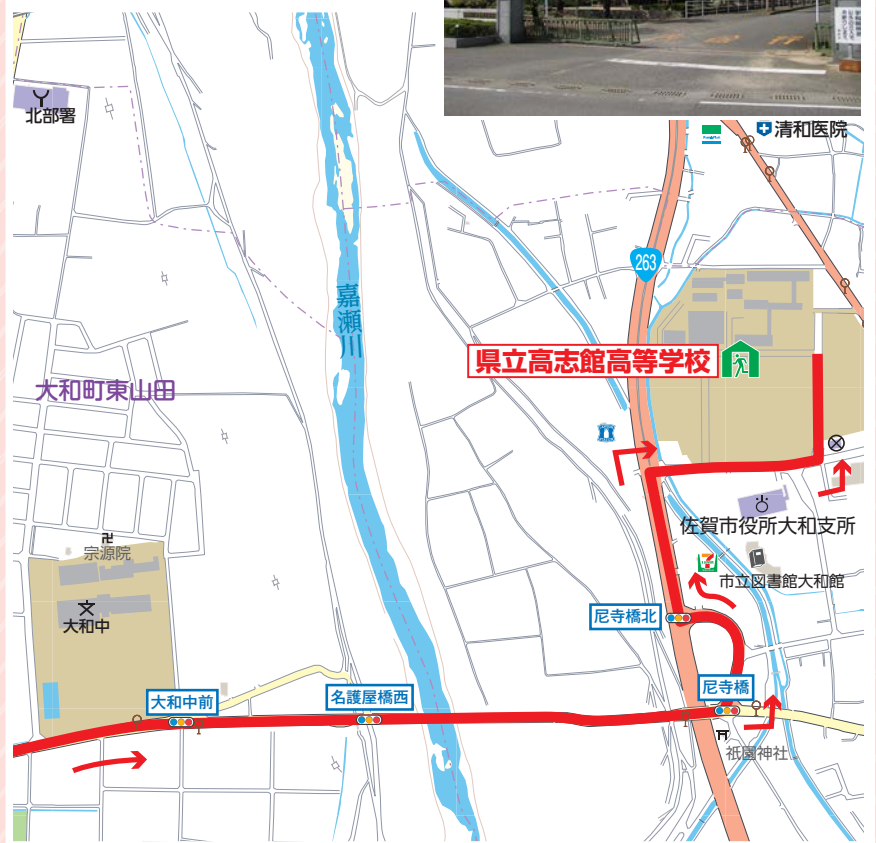 北部署
清和医院
263
嘉瀬川
県立高志館高等学校
大和町東山田
佐賀市役所大和支所
宗源院
市立図書館大和館
大和中
尼寺橋北
尼寺橋
大和中前
名護屋橋西
祇園神社